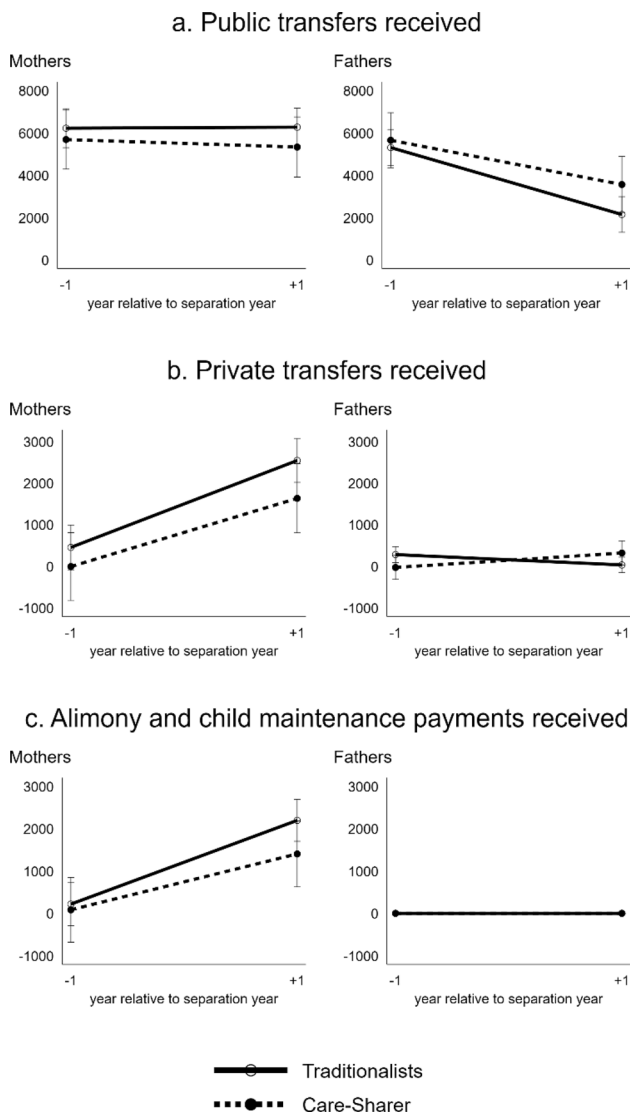 a. Public transfers received
Mothers
8000
6000
4000
2000
0
-1
+1
year relative to separation year
Fathers
8000
6000
4000
2000
0
-1
+1
year relative to separation year
b. Private transfers received
Mothers
3000
2000
1000
0
-1000
-1
+1
year relative to separation year
Fathers
3000
2000
1000
0
-1000
-1
+1
year relative to separation year
c. Alimony and child maintenance payments received
Mothers
3000
2000
1000
0
-1000
-1
+1
year relative to separation year
Fathers
3000
2000
1000
0
-1000
-1
+1
year relative to separation year
Traditionalists
Care-Sharer